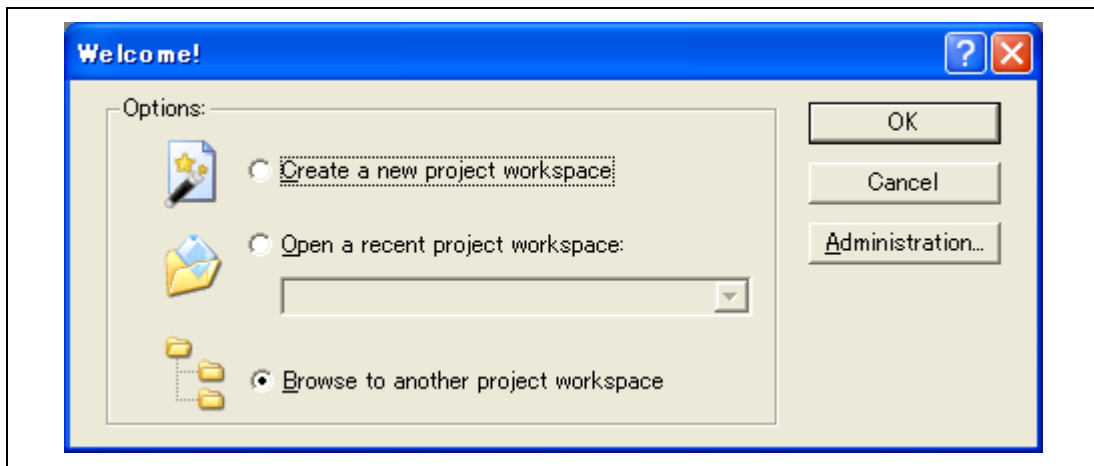 Welcome!
Options:
Create a new project workspace
Open a recent project workspace:
Browse to another project workspace
OK
Cancel
Administration...